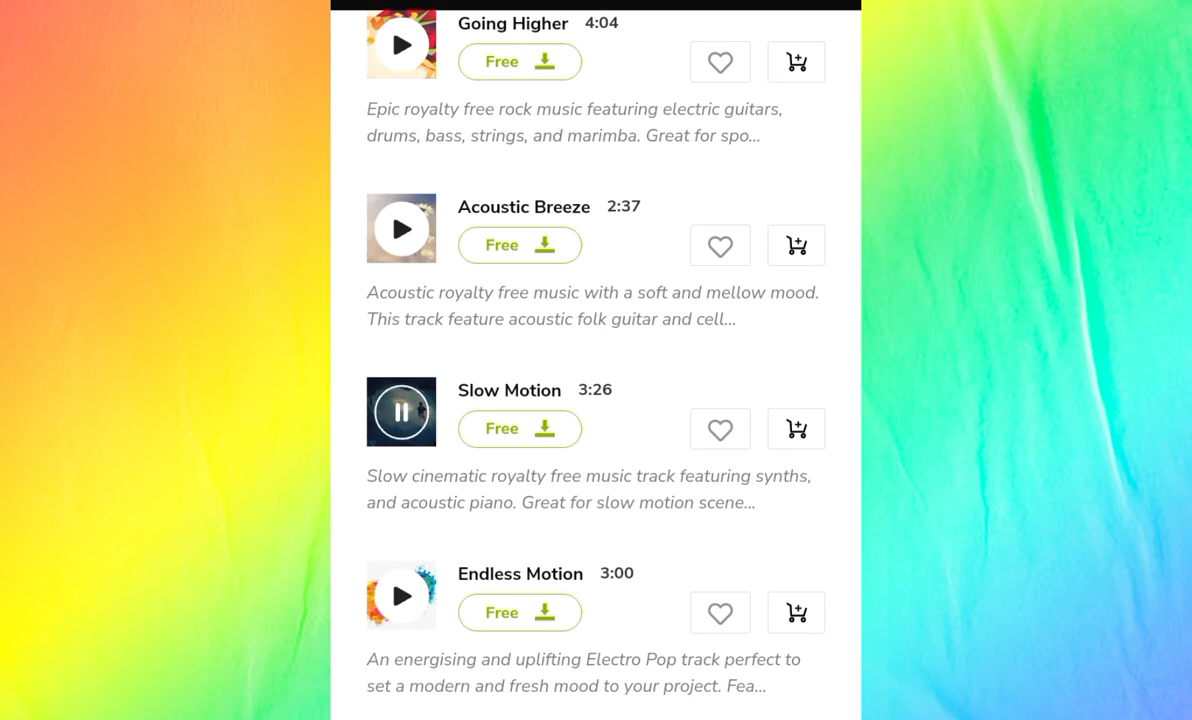 Going Higher 4:04
Free
Epic royalty free rock music featuring electric guitars,
drums, bass, strings, and marimba. Great for spo...
Acoustic Breeze 2:37
Free
Acoustic royalty free music with a soft and mellow mood.
This track feature acoustic folk guitar and cell...
Slow Motion 3:26
Free
Slow cinematic royalty free music track featuring synths,
and acoustic piano. Great for slow motion scene...
Endless Motion 3:00
Free
An energising and uplifting Electro Pop track perfect to
set a modern and fresh mood to your project. Fea...